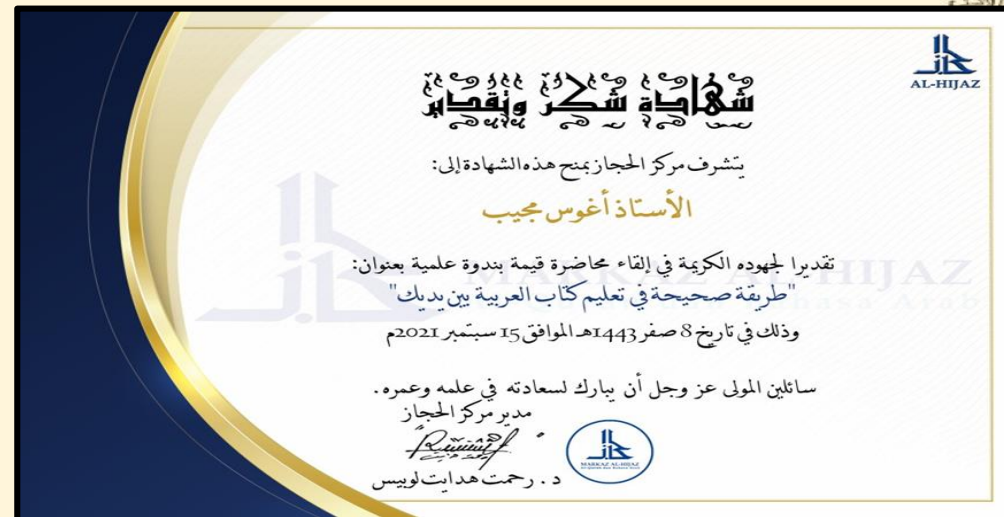 AL-HIJAZ
شهادة شكر وتقدير
يتشرف مركز الحجاز بمنح هذه الشهادة إلى:
الأستاذ أغوس مجيب
تقديرا لجهوده الكريمة في إلقاء محاضرة قيمة بندوة علمية بعنوان:
"طريقة صحيحة في تعليم كتاب العربية بين يديك"
وذلك في تاريخ 8 صفر 1443هـ الموافق 15 سبتمبر 2021م
سائلين المولى عز وجل أن يبارك لسعادته في علمه وعمره.
مدير مركز الحجاز
MARKAZ AL-HIJAZ
د. رحمت هدايت لوبيس